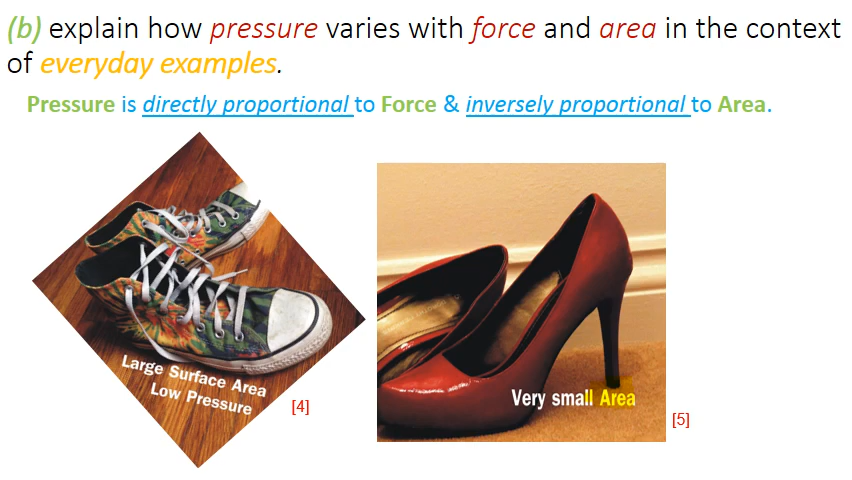 (b) explain how pressure varies with force and area in the context
of everyday examples.
Pressure is directly proportional to Force & inversely proportional to Area.
Large Surface Area
Low Pressure
[4]
Very small Area
[5]